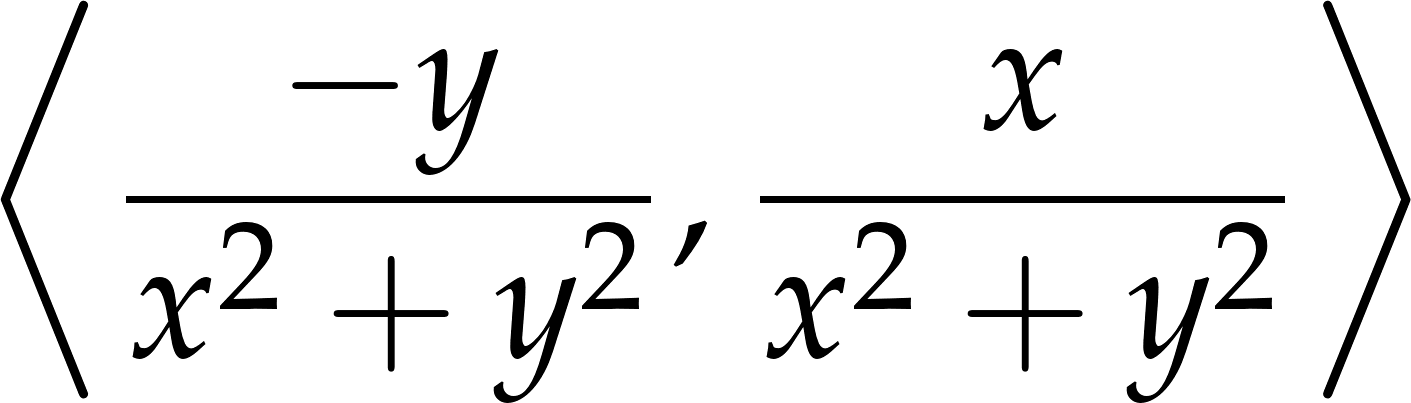 ⟨ −y / (x² + y²) , x / (x² + y²) ⟩